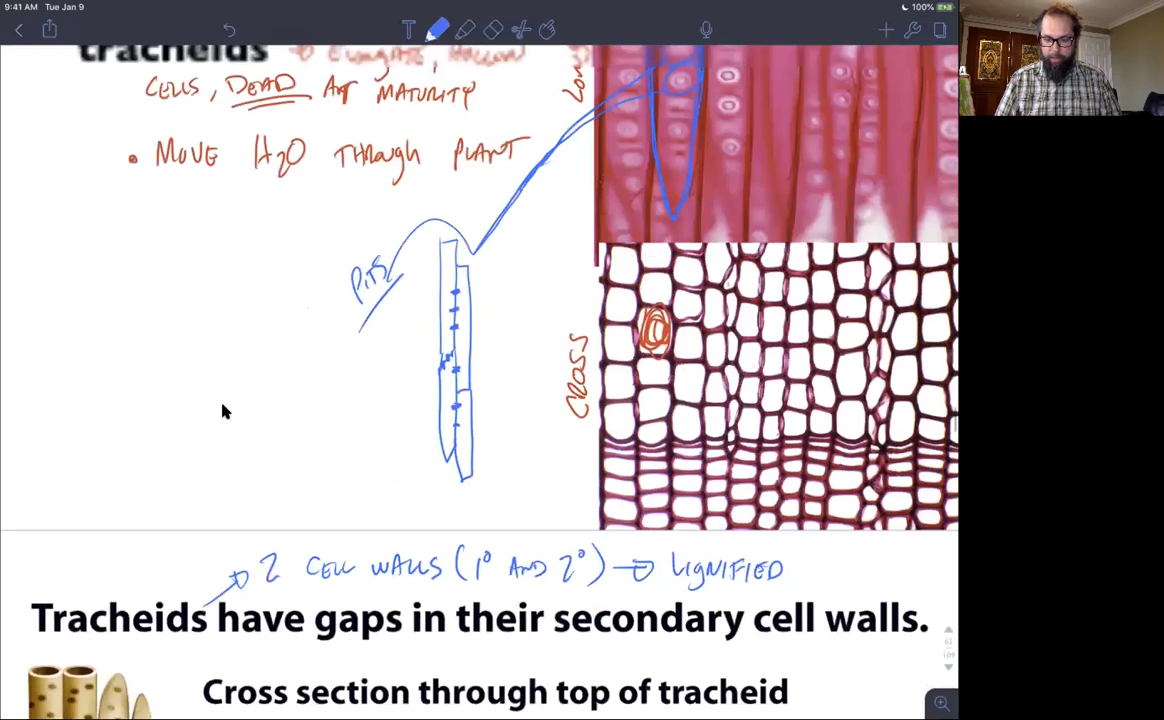 9:41 AM Tue Jan 9
100%
T
tracheids → ELONGATE, HOLLOW
CELLS, DEAD AT MATURITY
• MOVE H2O THROUGH PLANT
PITS
CROSS
2 CELL WALLS (1° AND 2°) → LIGNIFIED
Tracheids have gaps in their secondary cell walls.
Cross section through top of tracheid